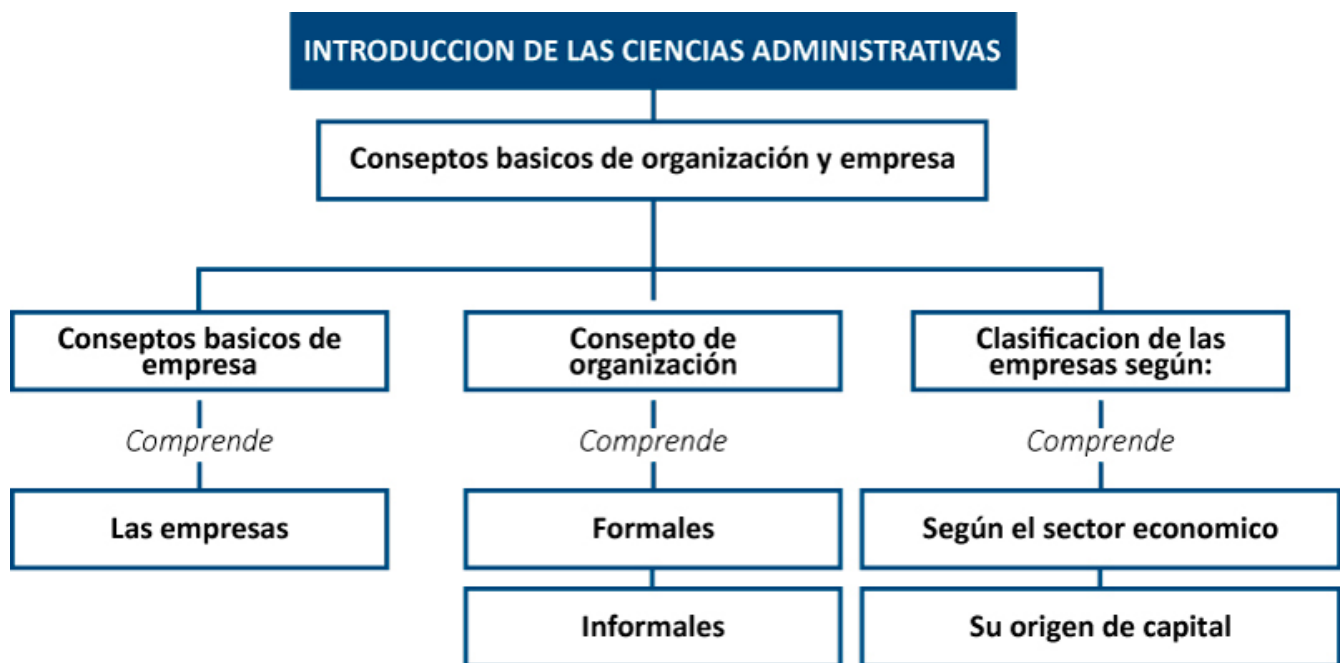 INTRODUCCION DE LAS CIENCIAS ADMINISTRATIVAS
Conseptos basicos de organización y empresa
Conseptos basicos de
empresa
Consepto de
organización
Clasificacion de las
empresas según:
Comprende
Comprende
Comprende
Las empresas
Formales
Según el sector economico
Informales
Su origen de capital